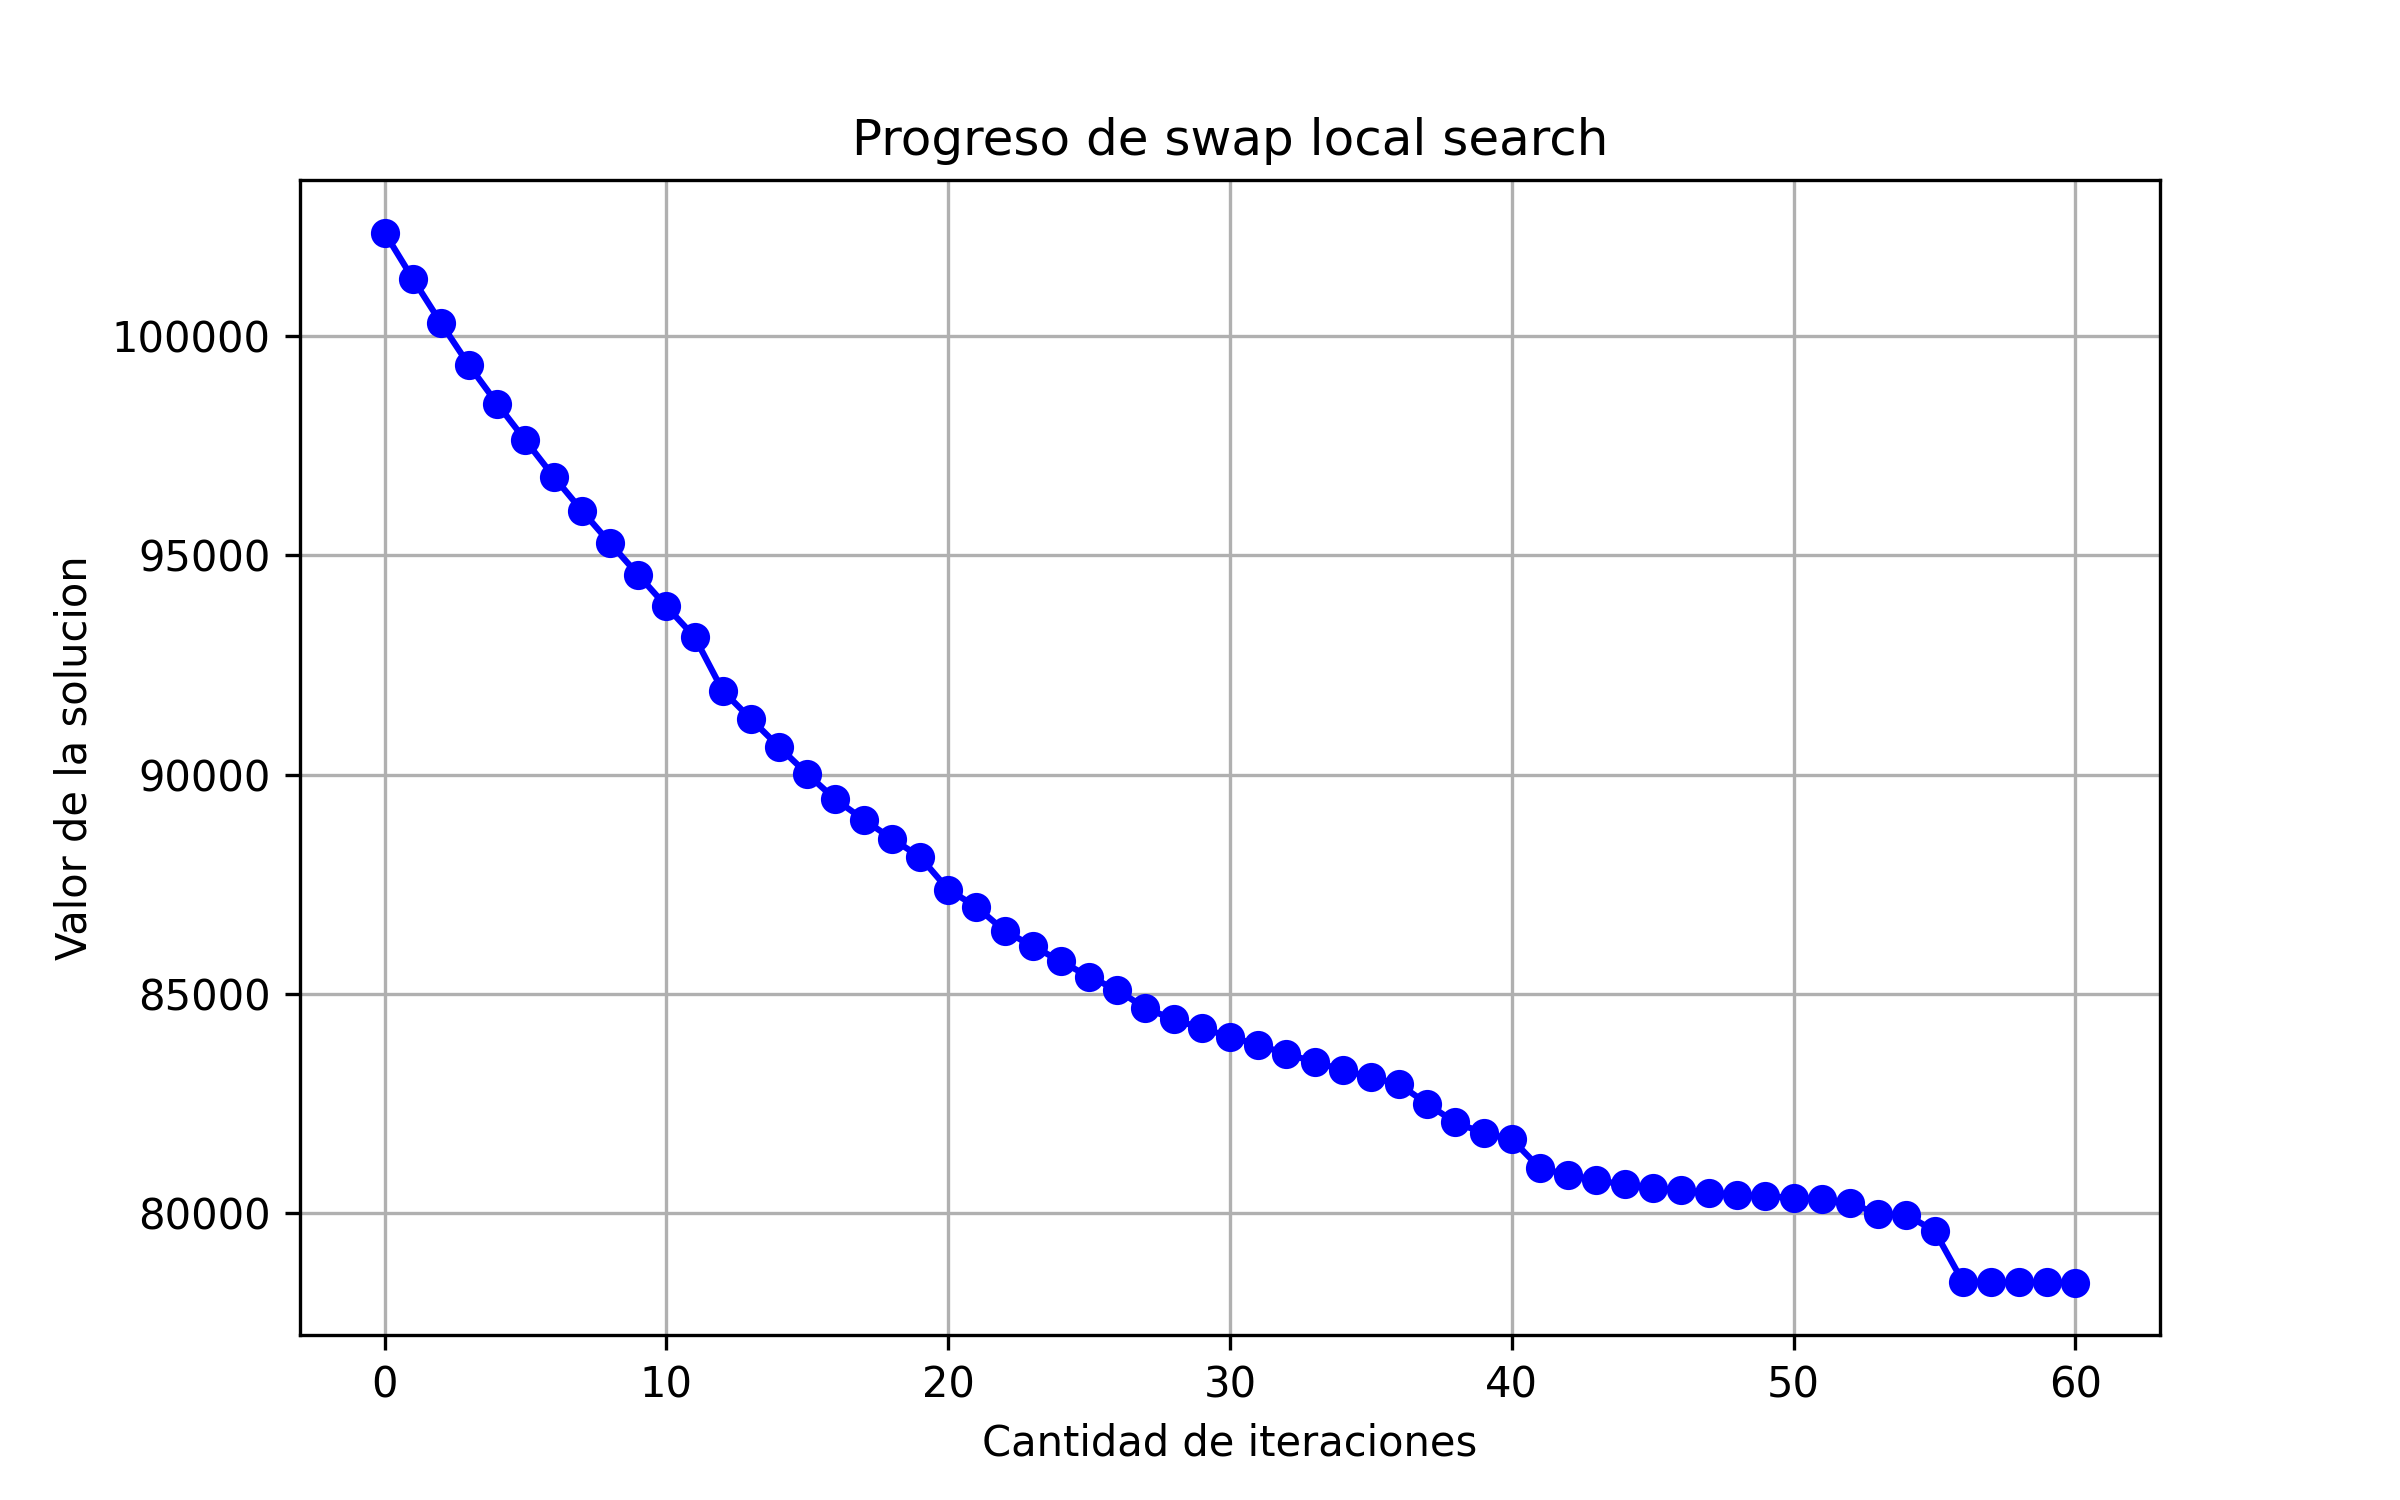 Progreso de swap local search
Valor de la solucion
100000
95000
90000
85000
80000
0 10 20 30 40 50 60
Cantidad de iteraciones